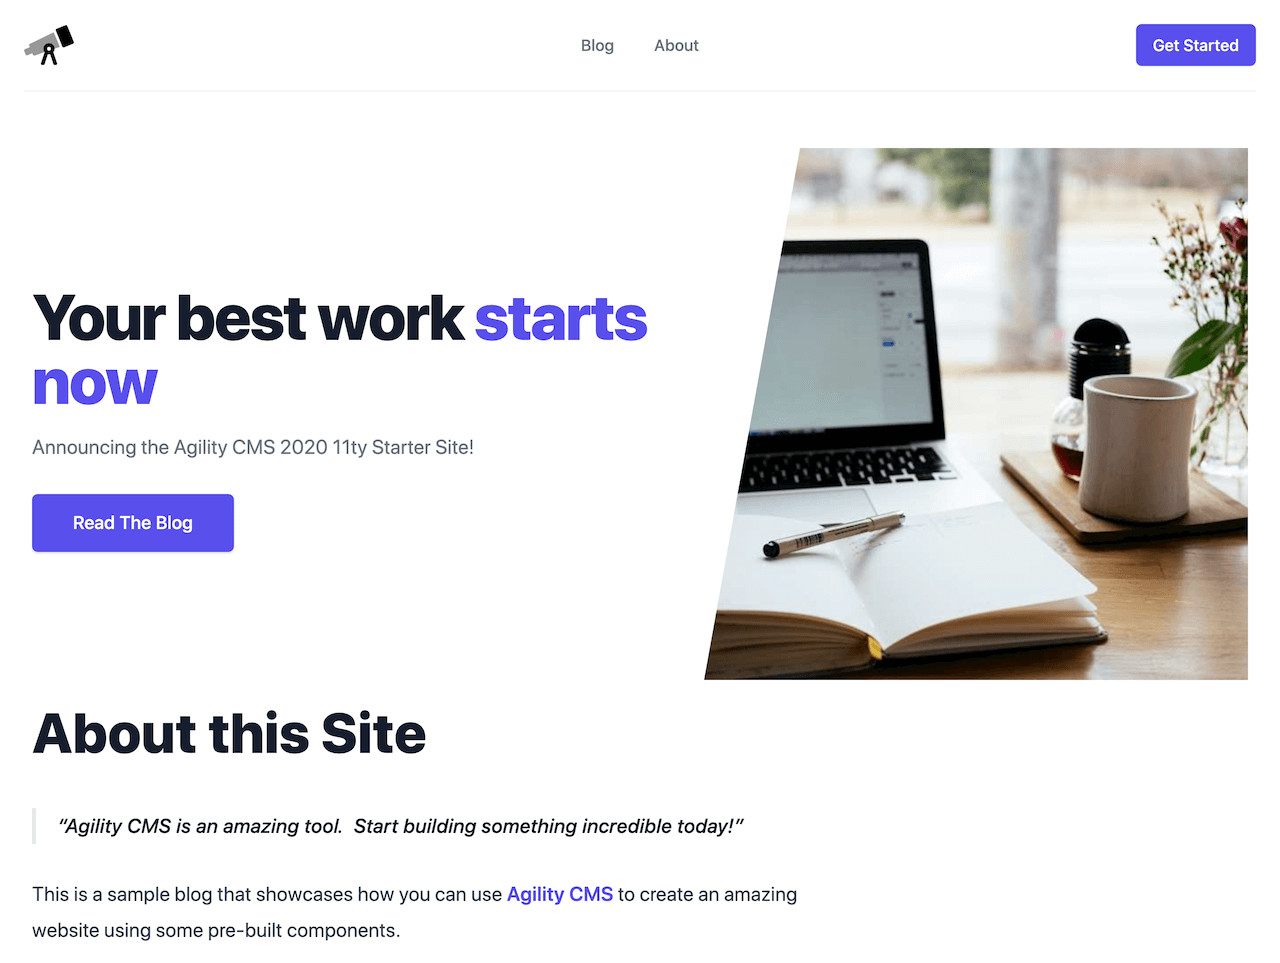 Blog About Get Started
Your best work starts
now
Announcing the Agility CMS 2020 11ty Starter Site!
Read The Blog
About this Site
“Agility CMS is an amazing tool.  Start building something incredible today!”
This is a sample blog that showcases how you can use Agility CMS to create an amazing
website using some pre-built components.